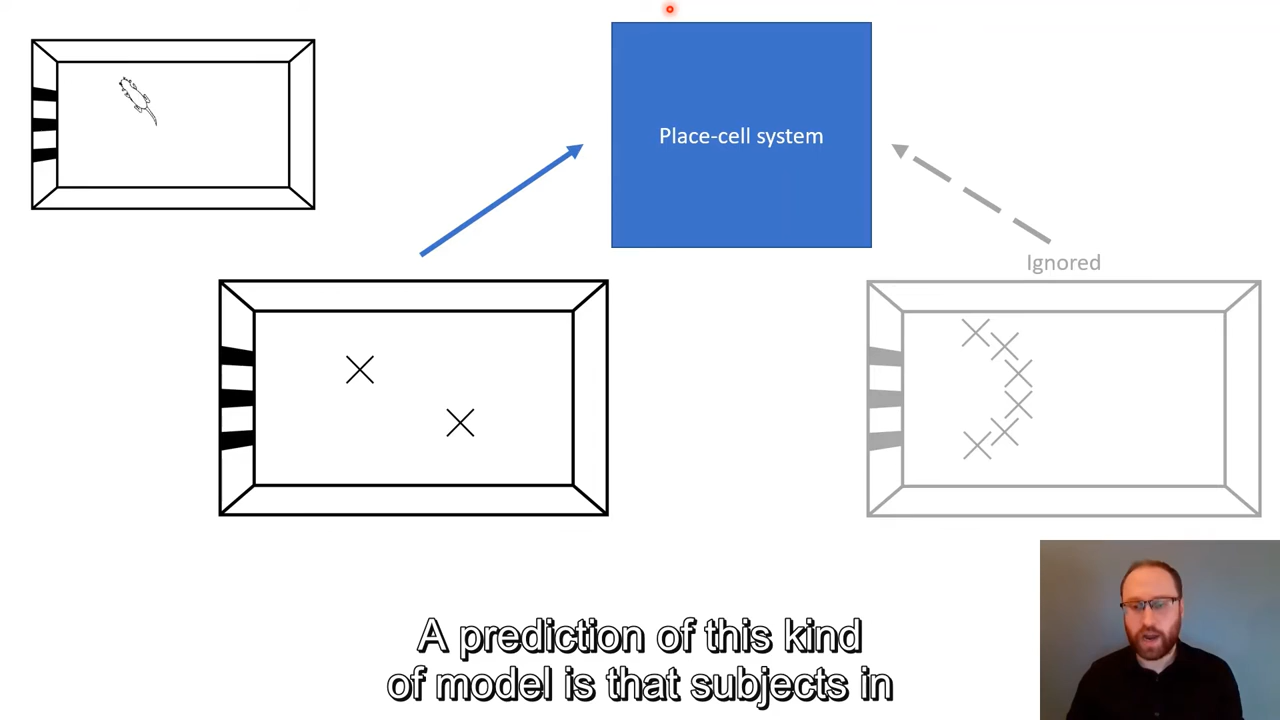 Place-cell system
Ignored
A prediction of this kind
of model is that subjects in